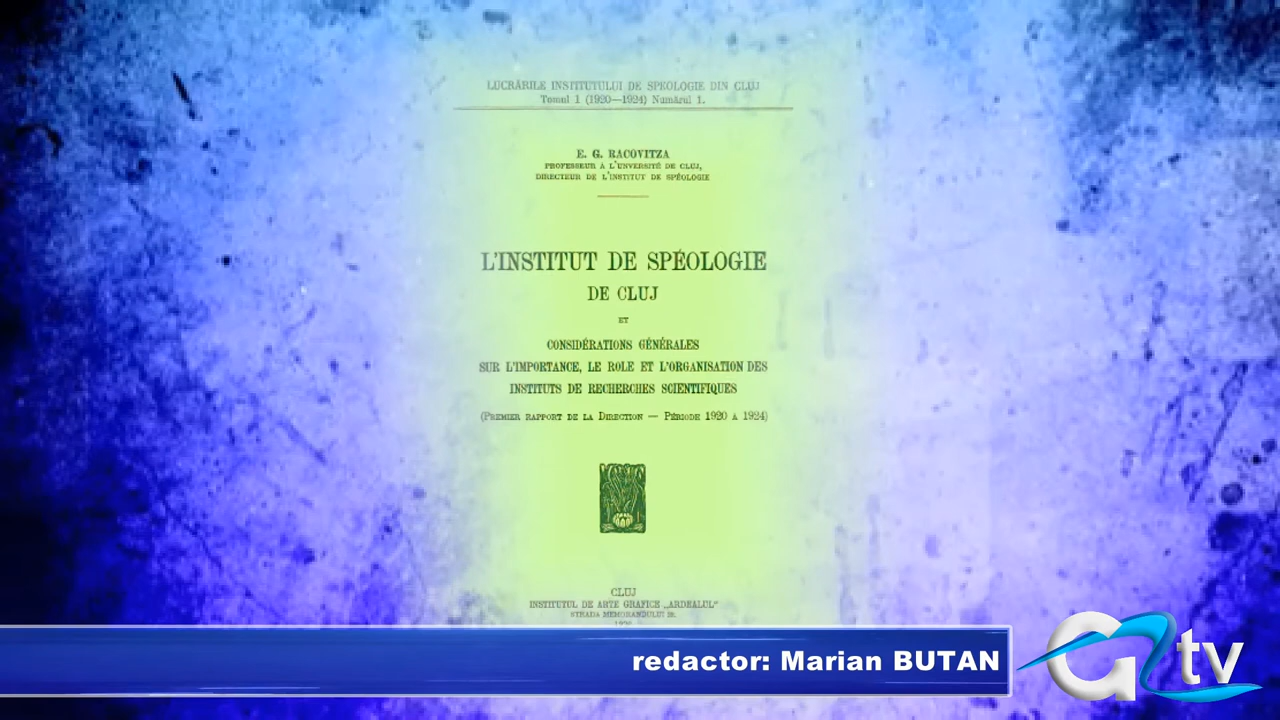 LUCRĂRILE INSTITUTULUI DE SPEOLOGIE DIN CLUJ
Tomul 1 (1920—1924) Numărul 1.
E. G. RACOVITZA
PROFESSEUR A L'UNVERSITÉ DE CLUJ,
DIRECTEUR DE L'INSTITUT DE SPÉOLOGIE
L'INSTITUT DE SPÉOLOGIE
DE CLUJ
ET
CONSIDÉRATIONS GÉNÉRALES
SUR L'IMPORTANCE, LE ROLE ET L'ORGANISATION DES
INSTITUTS DE RECHERCHES SCIENTIFIQUES
(PREMIER RAPPORT DE LA DIRECTION — PÉRIODE 1920 A 1924)
CLUJ
INSTITUTUL DE ARTE GRAFICE „ARDEALUL"
STRADA MEMORANDULUI
redactor: Marian BUTAN
tv